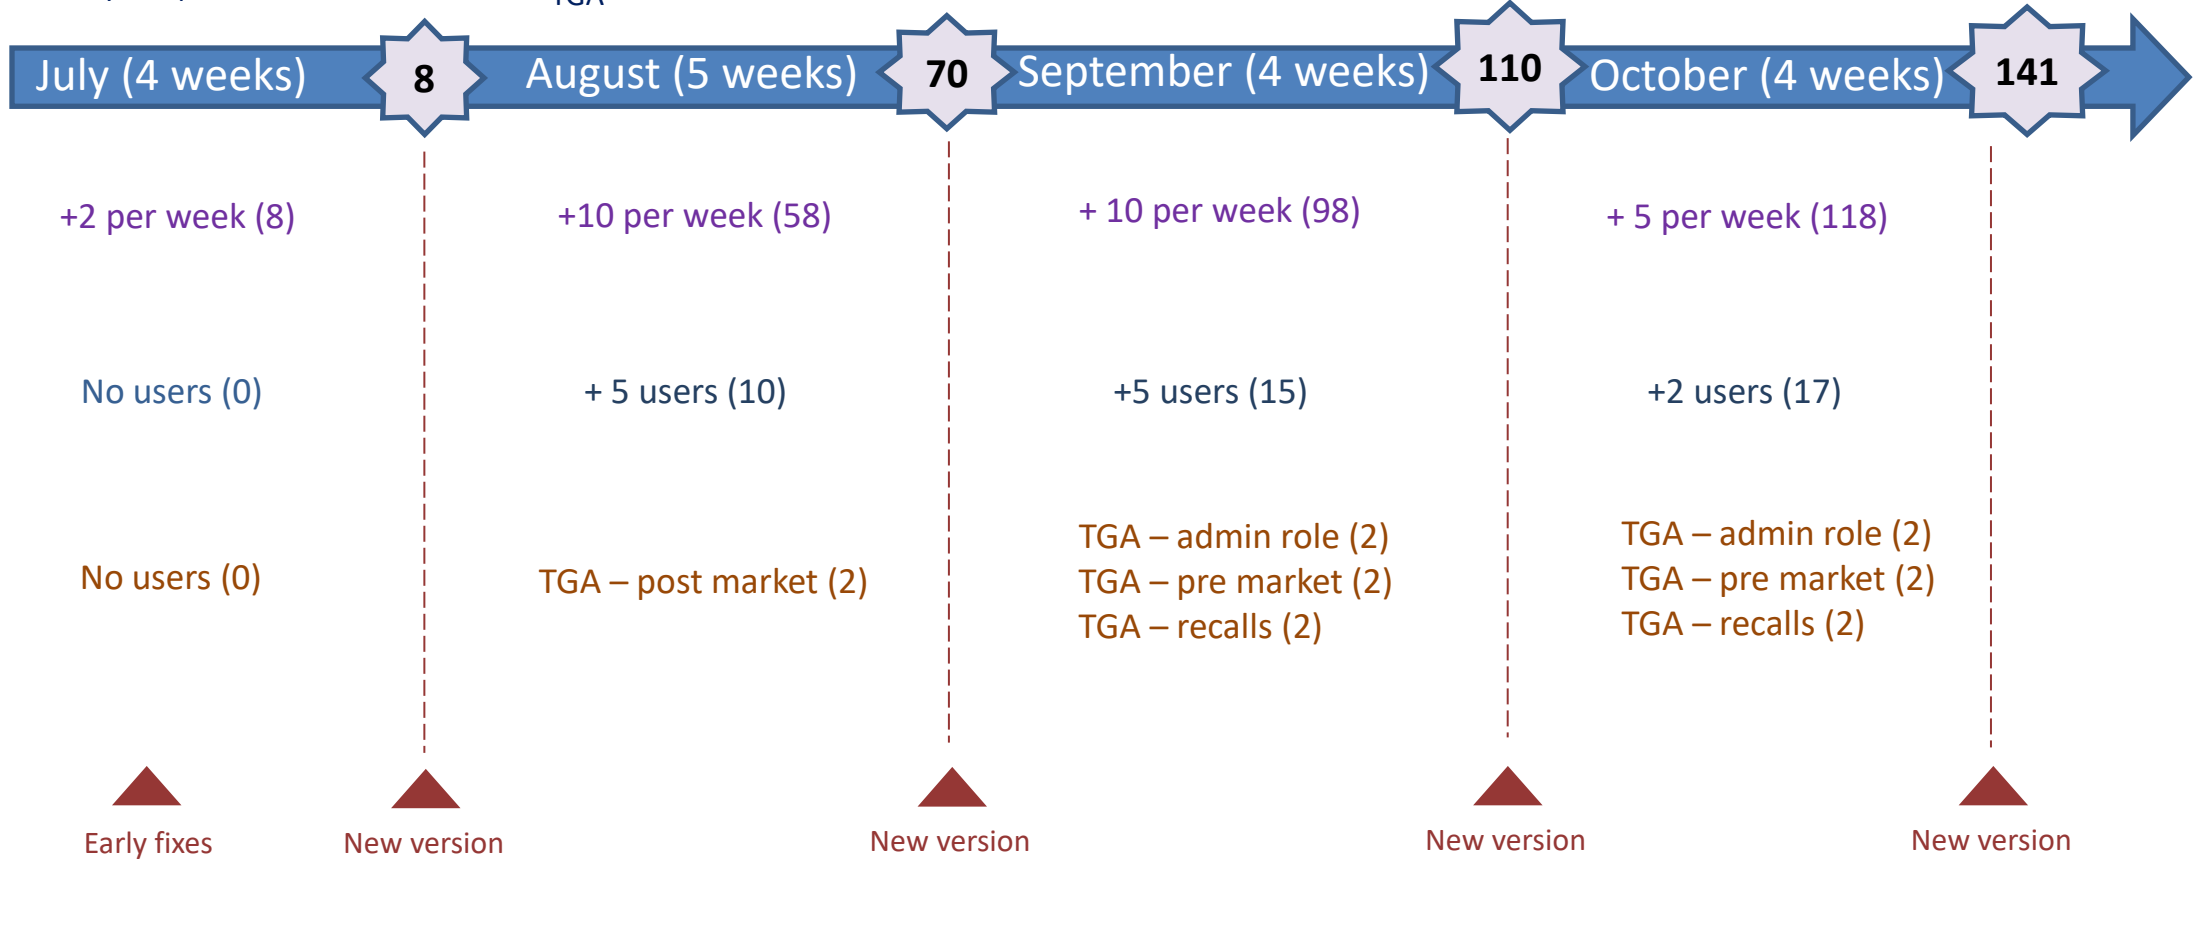 TGA
July (4 weeks) 8 August (5 weeks) 70 September (4 weeks) 110 October (4 weeks) 141
+2 per week (8) +10 per week (58) + 10 per week (98) + 5 per week (118)
No users (0) + 5 users (10) +5 users (15) +2 users (17)
No users (0)
TGA – post market (2)
TGA – admin role (2)
TGA – pre market (2)
TGA – recalls (2)
TGA – admin role (2)
TGA – pre market (2)
TGA – recalls (2)
Early fixes New version New version New version New version